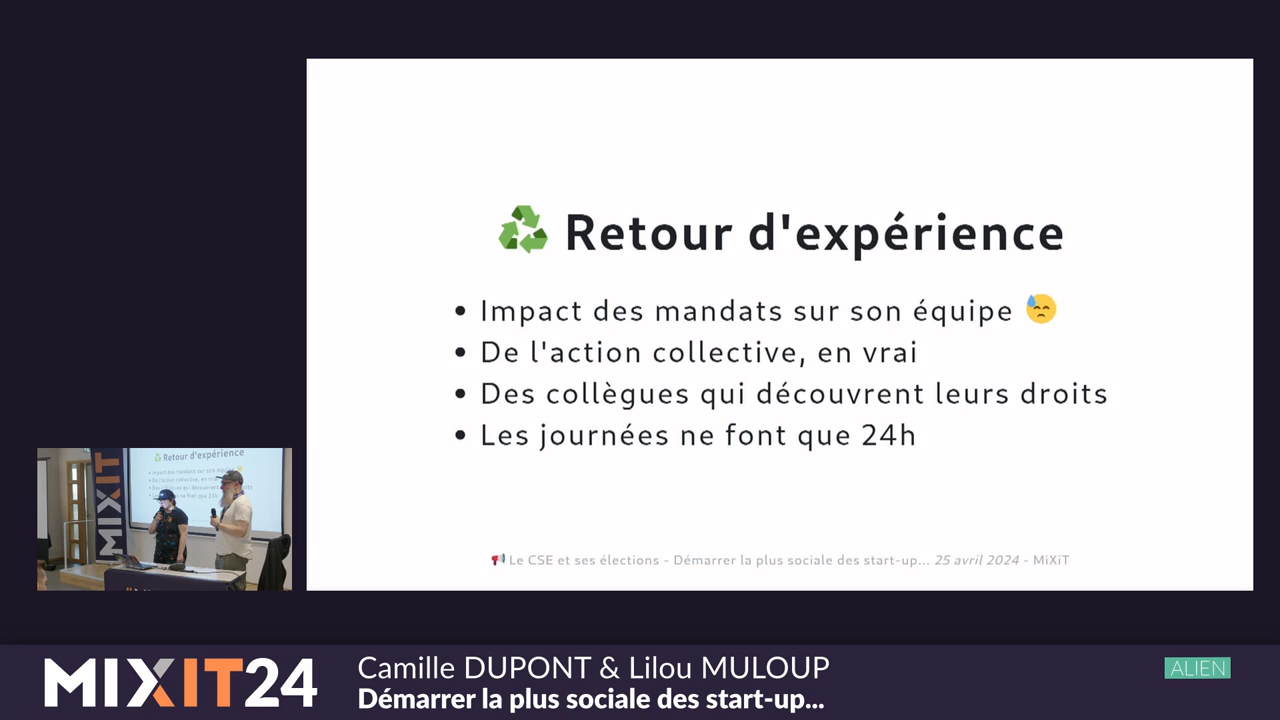 Retour d'expérience
Impact des mandats sur son équipe
De l'action collective, en vrai
Des collègues qui découvrent leurs droits
Les journées ne font que 24h
Le CSE et ses élections - Démarrer la plus sociale des start-up... 25 avril 2024 - MiXiT
MIXIT
Retour d'expérience
MIXIT24
Camille DUPONT & Lilou MULOUP
Démarrer la plus sociale des start-up...
ALIEN